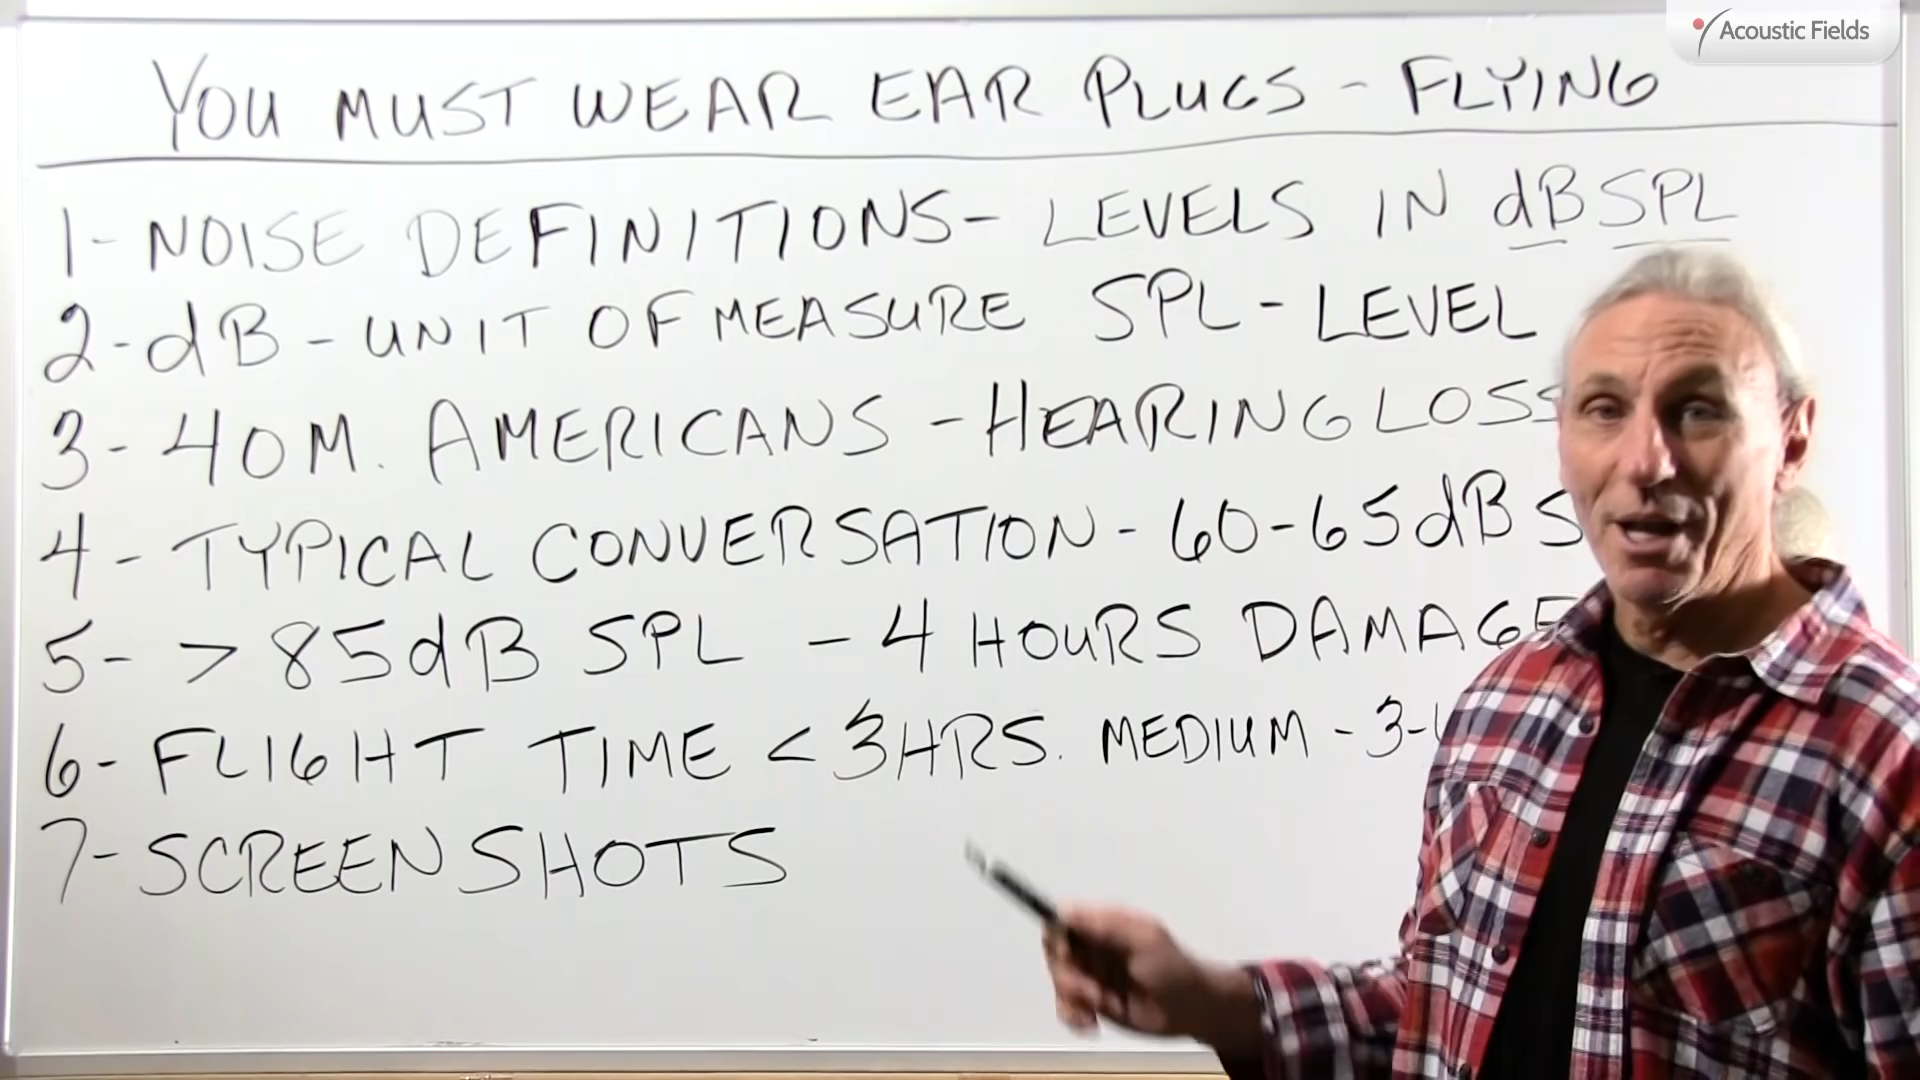 Acoustic Fields
YOU MUST WEAR EAR PLUGS - FLYING
1- NOISE DEFINITIONS- LEVELS IN dB SPL
2- dB - UNIT OF MEASURE SPL - LEVEL
3- 40M. AMERICANS - HEARING LOSS
4- TYPICAL CONVERSATION - 60-65dB S
5- > 85dB SPL - 4 HOURS DAMAGE
6- FLIGHT TIME < 3HRS. MEDIUM - 3-
7- SCREEN SHOTS